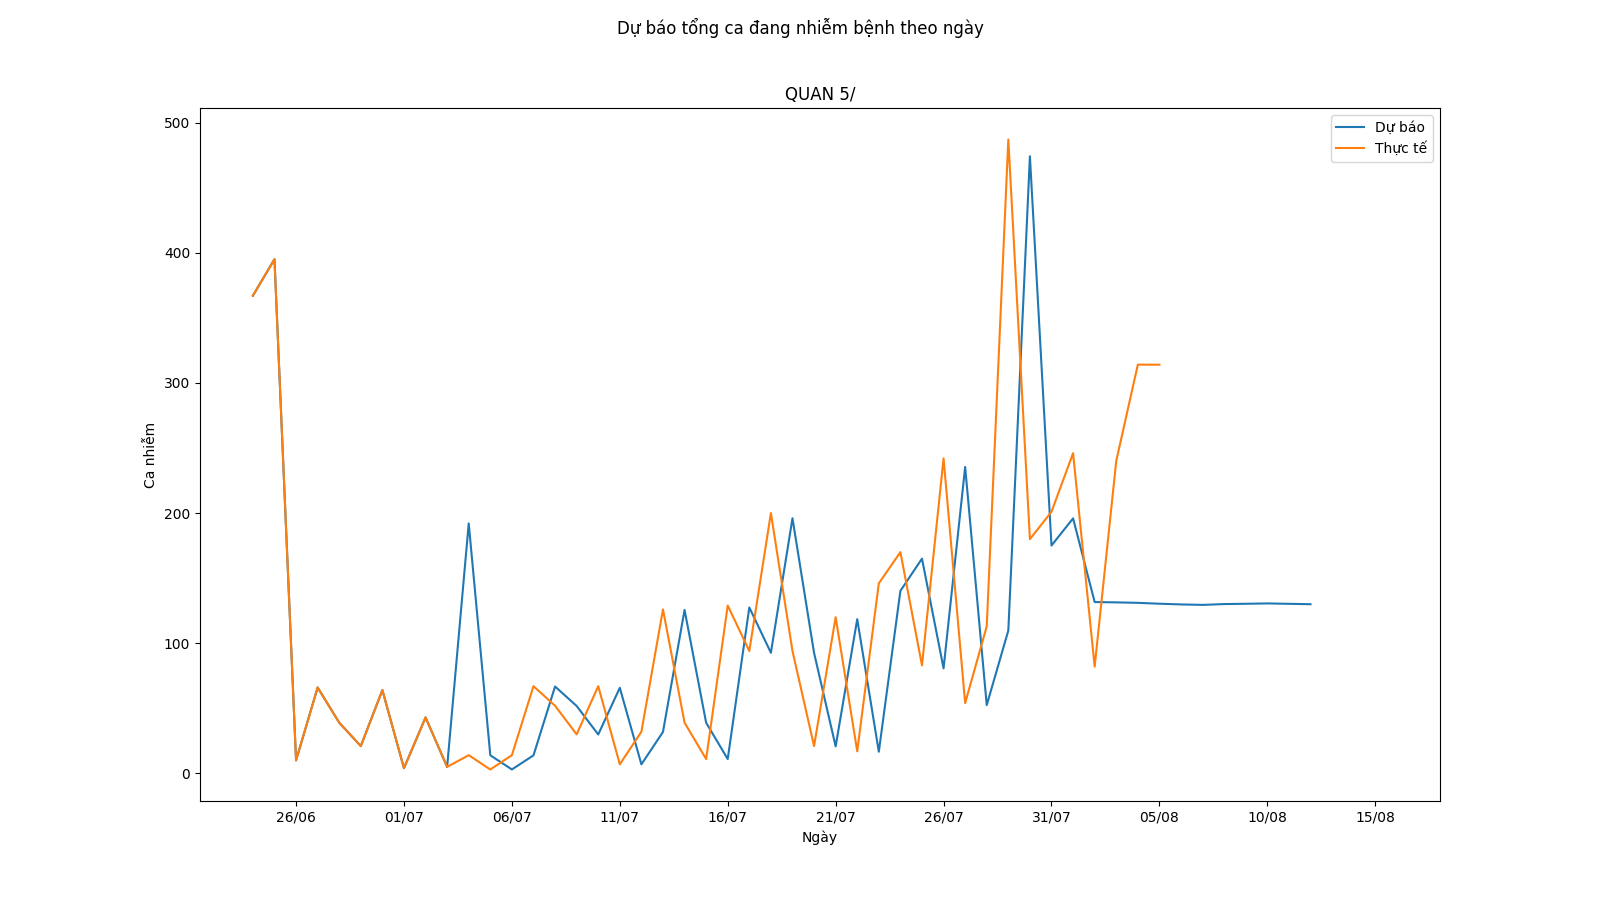 Dự báo tổng ca đang nhiễm bệnh theo ngày
QUAN 5/
Dự báo
Thực tế
Ca nhiễm
500
400
300
200
100
0
26/06
01/07
06/07
11/07
16/07
21/07
26/07
31/07
05/08
10/08
15/08
Ngày